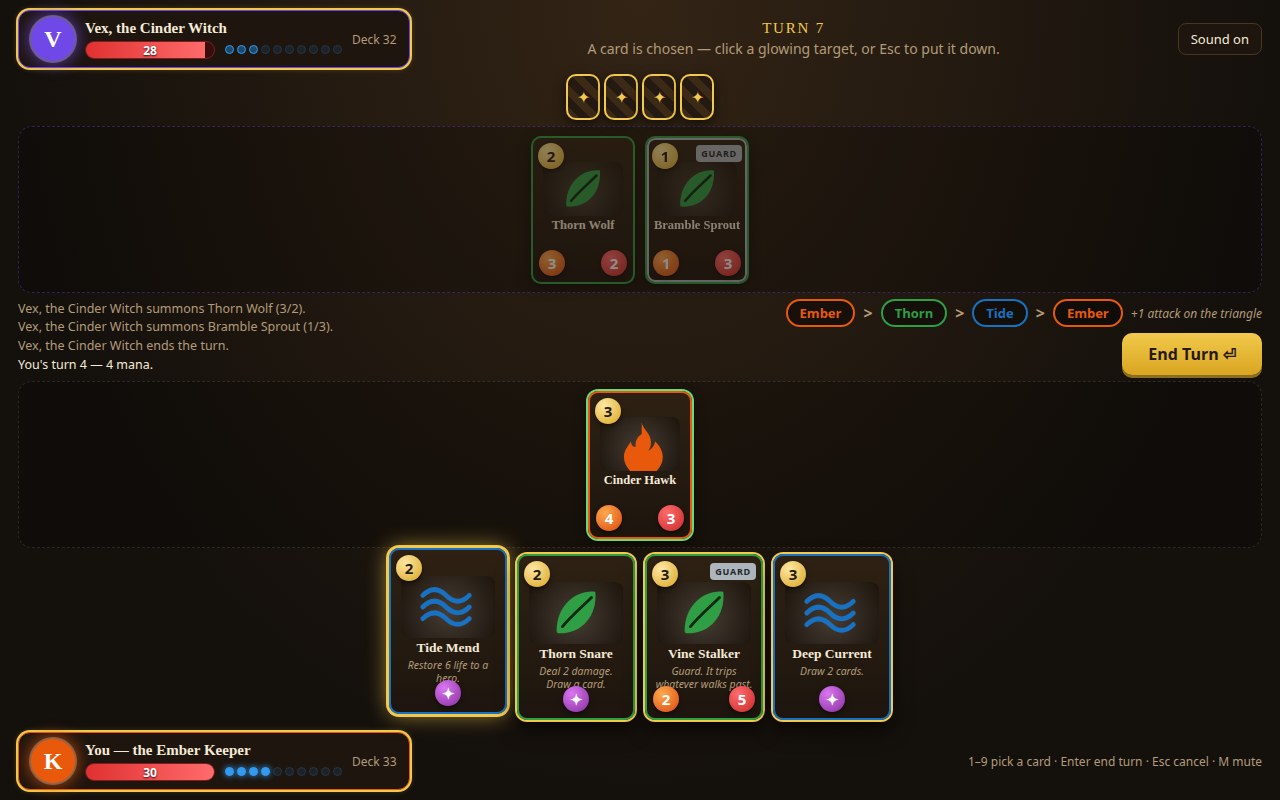 V
Vex, the Cinder Witch
28
Deck 32
TURN 7
A card is chosen — click a glowing target, or Esc to put it down.
Sound on
2
Thorn Wolf
3
2
1
GUARD
Bramble Sprout
1
3
Vex, the Cinder Witch summons Thorn Wolf (3/2).
Vex, the Cinder Witch summons Bramble Sprout (1/3).
Vex, the Cinder Witch ends the turn.
You's turn 4 — 4 mana.
Ember > Thorn > Tide > Ember +1 attack on the triangle
End Turn ⏎
3
Cinder Hawk
4
3
2
Tide Mend
Restore 6 life to a
hero.
2
Thorn Snare
Deal 2 damage.
Draw a card.
3
GUARD
Vine Stalker
Guard. It trips
whatever walks past.
2
5
3
Deep Current
Draw 2 cards.
K
You — the Ember Keeper
30
Deck 33
1–9 pick a card · Enter end turn · Esc cancel · M mute